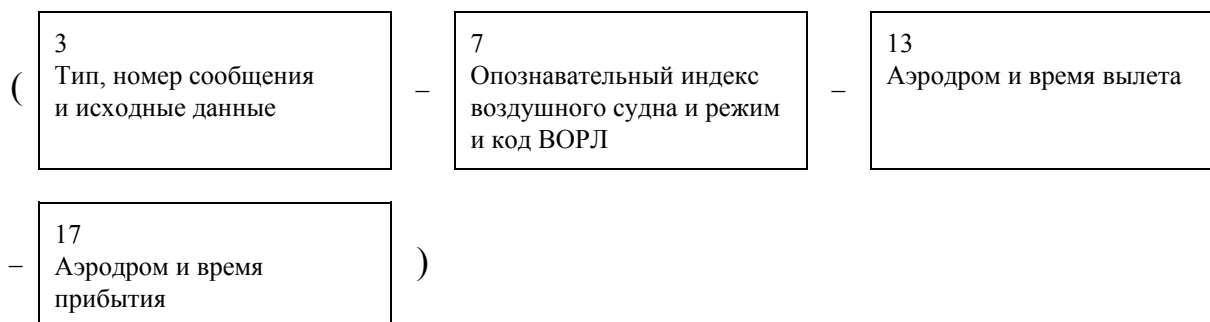 (
3
Тип, номер сообщения
и исходные данные
–
7
Опознавательный индекс
воздушного судна и режим
и код ВОРЛ
–
13
Аэродром и время вылета
–
17
Аэродром и время
прибытия
)